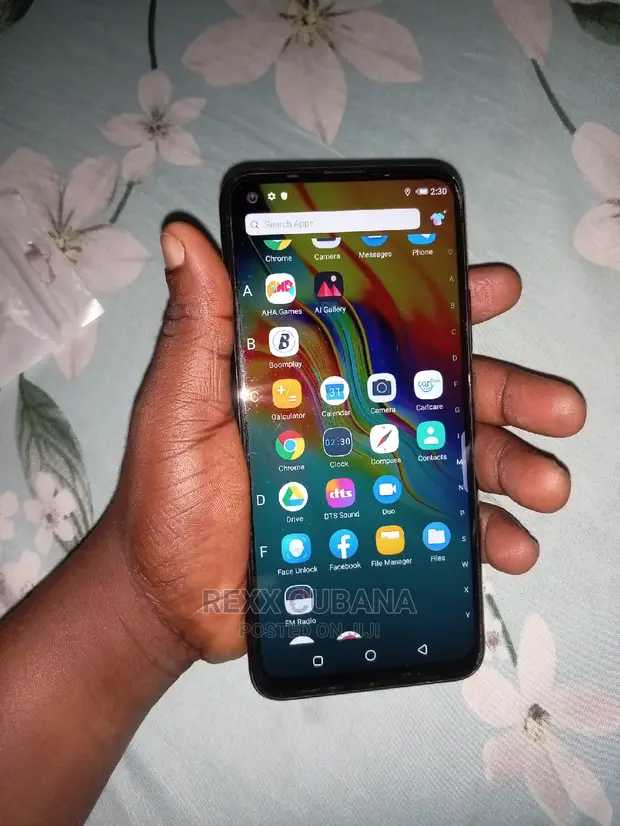 2:30
Search Apps
Chrome Camera Messages Phone
A
AHA Games AI Gallery
B
Boomplay
C
Calculator Calendar Camera Carlcare
Chrome Clock Compass Contacts
D
Drive DTS Sound Duo
F
Face Unlock Facebook File Manager Files
FM Radio
31
02:30
dts
A
B
C
D
F
G
I
M
N
P
S
W
Y
REXX CUBANA
POSTED ON JIJI